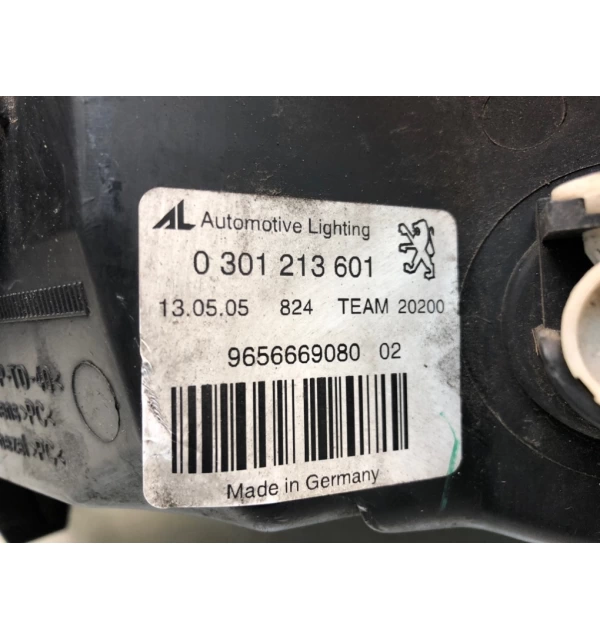 AL Automotive Lighting
0 301 213 601
13.05.05 824 TEAM 20200
9656669080 02
Made in Germany